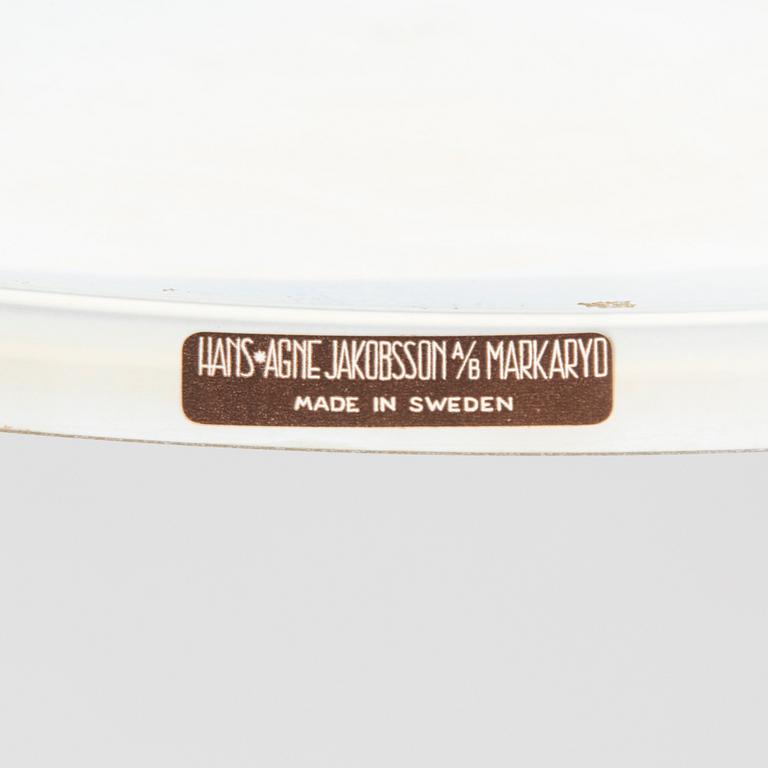 HANS*AGNE JAKOBSSON A/B MARKARYD
MADE IN SWEDEN